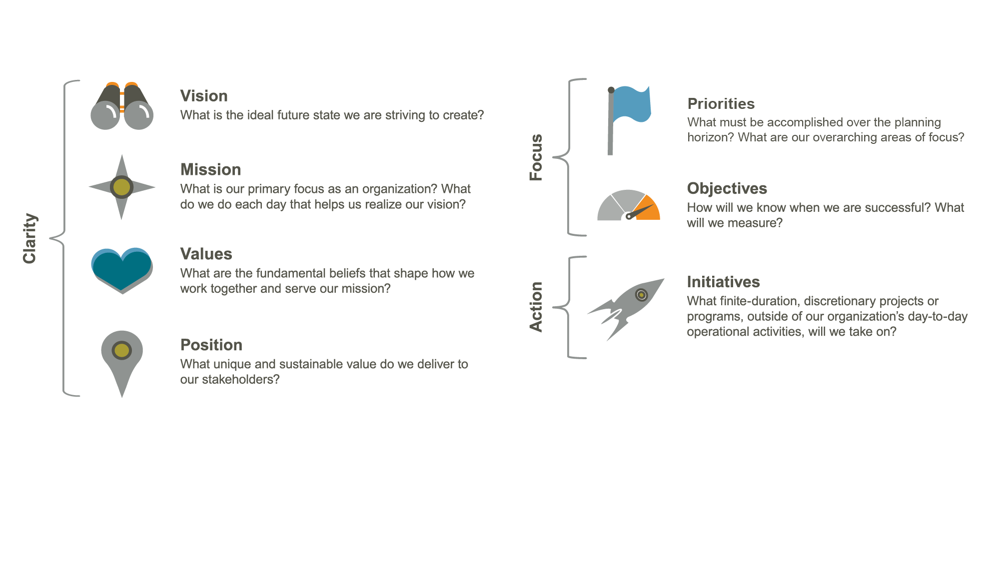 Clarity
Vision
What is the ideal future state we are striving to create?
Mission
What is our primary focus as an organization? What
do we do each day that helps us realize our vision?
Values
What are the fundamental beliefs that shape how we
work together and serve our mission?
Position
What unique and sustainable value do we deliver to
our stakeholders?
Focus
Priorities
What must be accomplished over the planning
horizon? What are our overarching areas of focus?
Objectives
How will we know when we are successful? What
will we measure?
Action
Initiatives
What finite-duration, discretionary projects or
programs, outside of our organization’s day-to-day
operational activities, will we take on?